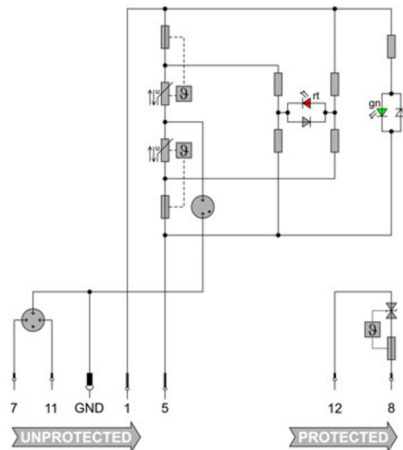 rt
gn
U
ϑ
U
ϑ
ϑ
7 11 GND 1 5 12 8
UNPROTECTED PROTECTED